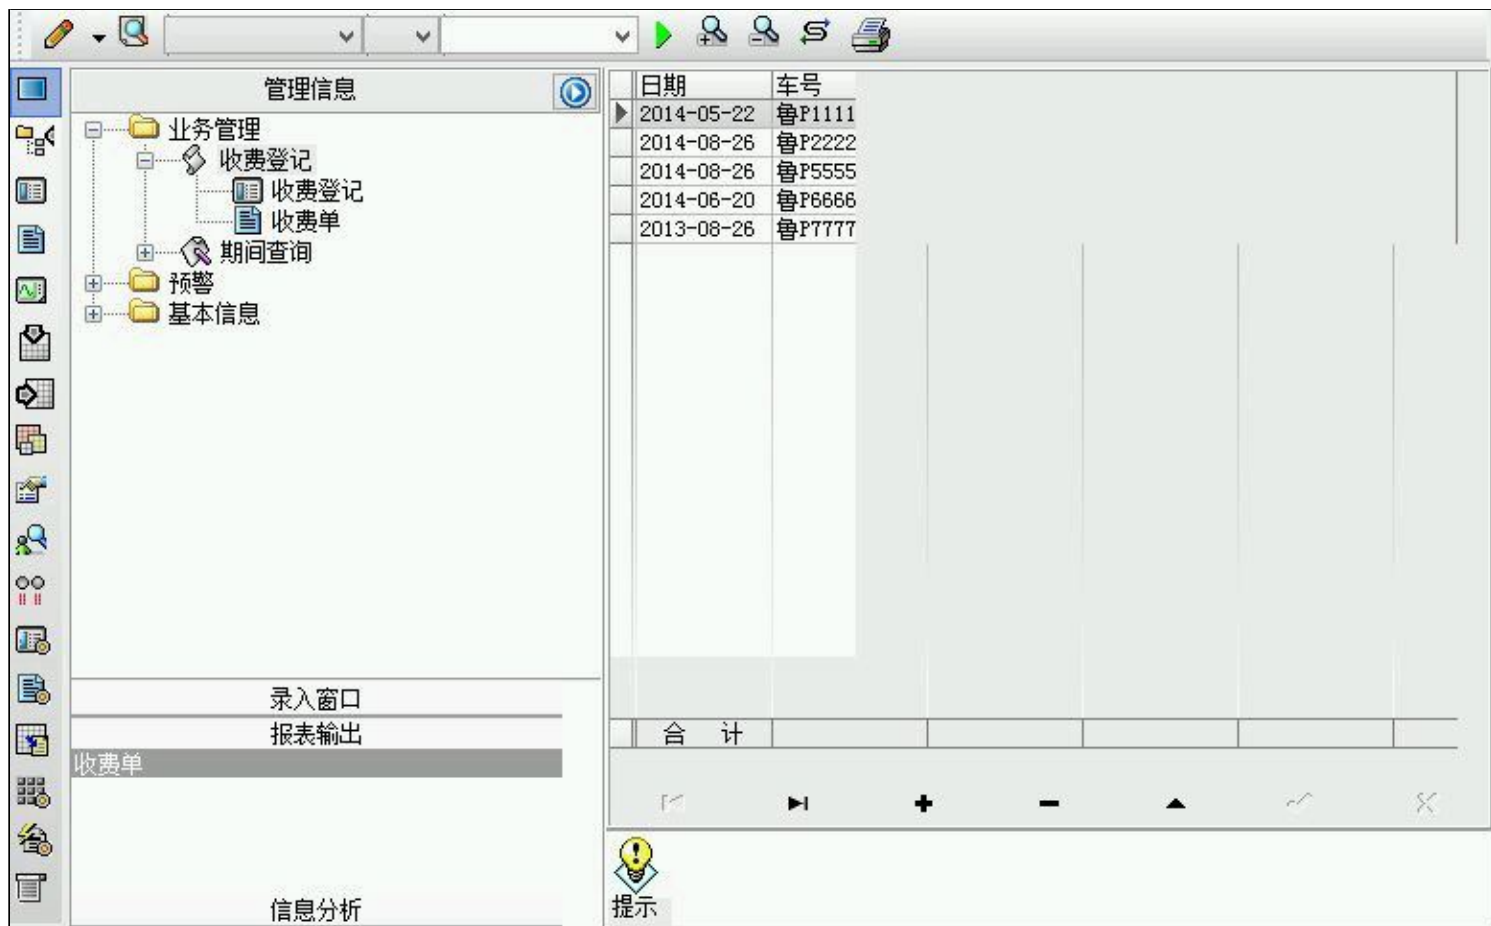 管理信息
业务管理
收费登记
收费登记
收费单
期间查询
预警
基本信息
录入窗口
报表输出
收费单
信息分析
日期 车号
2014-05-22 鲁P1111
2014-08-26 鲁P2222
2014-08-26 鲁P5555
2014-06-20 鲁P6666
2013-08-26 鲁P7777
合 计
提示